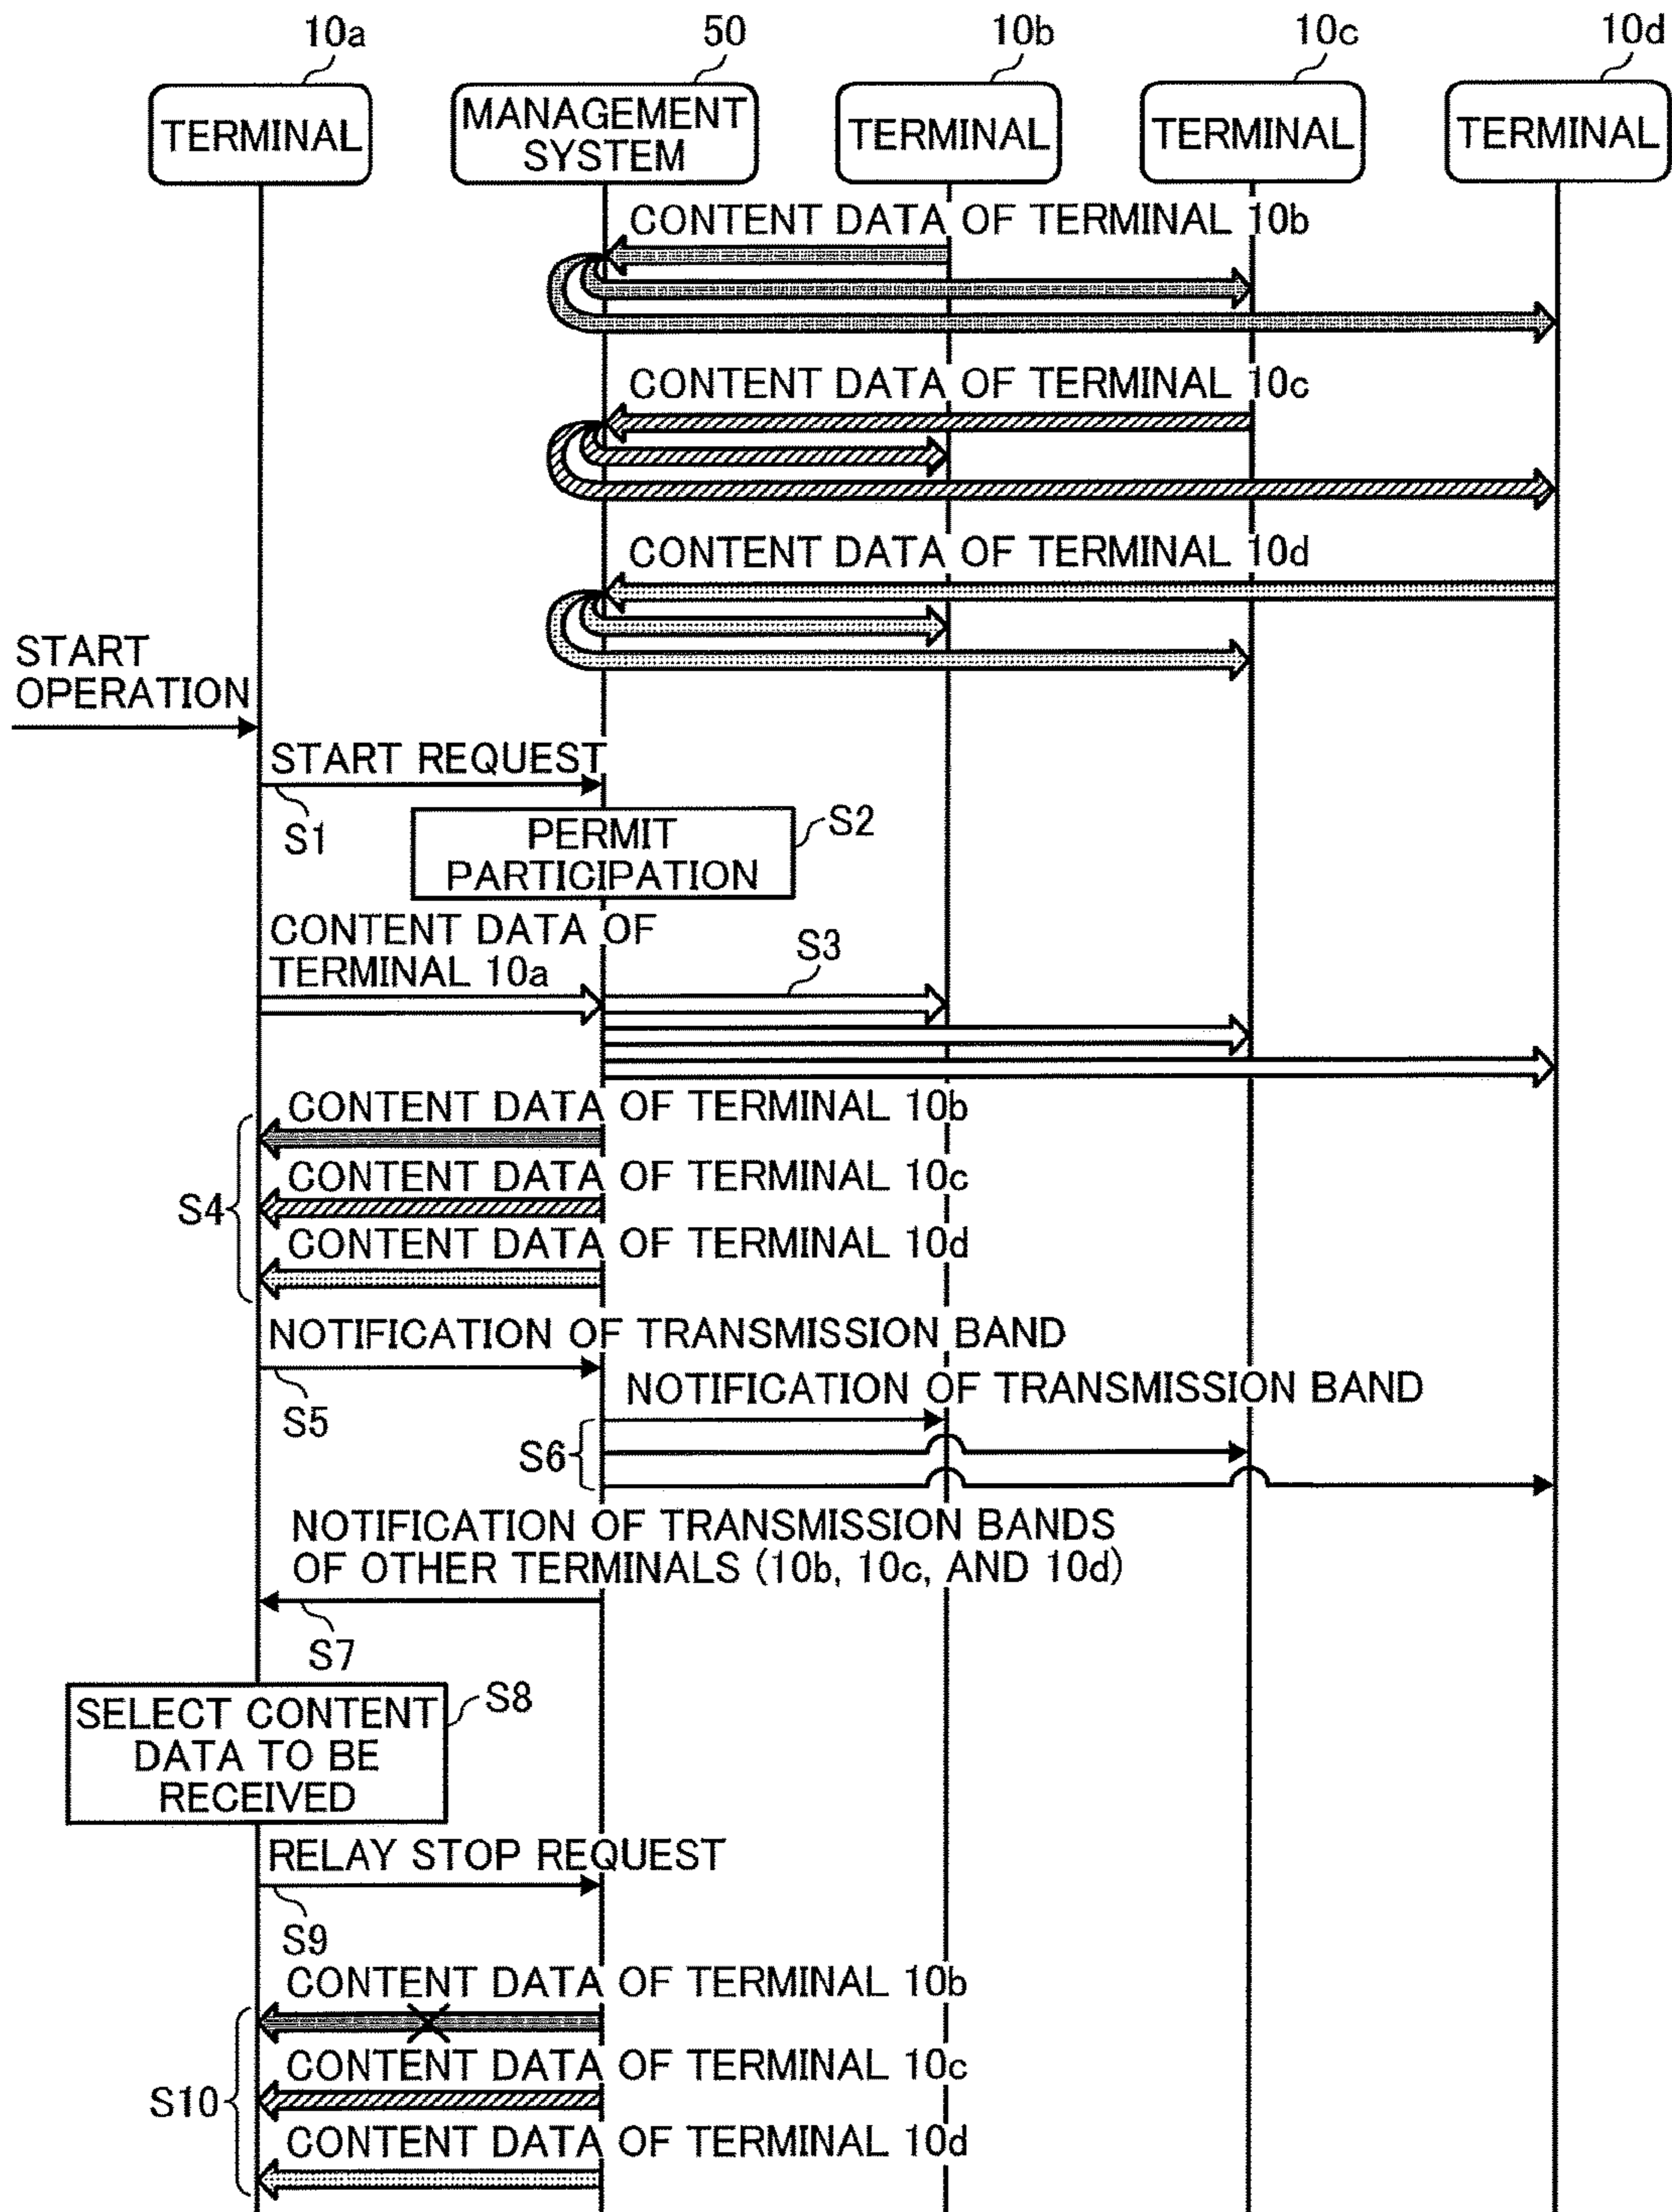 10a
50
10b
10c
10d
TERMINAL
MANAGEMENT
SYSTEM
TERMINAL
TERMINAL
TERMINAL
CONTENT DATA OF TERMINAL 10b
CONTENT DATA OF TERMINAL 10c
CONTENT DATA OF TERMINAL 10d
START
OPERATION
START REQUEST
S1
PERMIT
PARTICIPATION
S2
CONTENT DATA OF
TERMINAL 10a
S3
CONTENT DATA OF TERMINAL 10b
CONTENT DATA OF TERMINAL 10c
S4
CONTENT DATA OF TERMINAL 10d
NOTIFICATION OF TRANSMISSION BAND
S5
NOTIFICATION OF TRANSMISSION BAND
S6
NOTIFICATION OF TRANSMISSION BANDS
OF OTHER TERMINALS (10b, 10c, AND 10d)
S7
SELECT CONTENT
DATA TO BE
RECEIVED
S8
RELAY STOP REQUEST
S9
CONTENT DATA OF TERMINAL 10b
CONTENT DATA OF TERMINAL 10c
S10
CONTENT DATA OF TERMINAL 10d